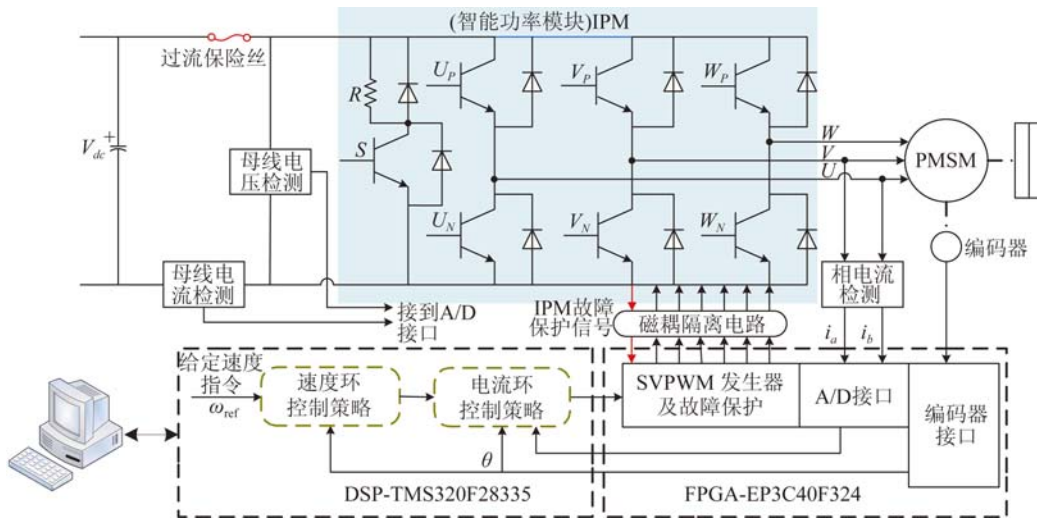 (智能功率模块)IPM
过流保险丝
V_dc
+
母线电
压检测
母线电
流检测
R
S
U_P
V_P
W_P
U_N
V_N
W_N
W
V
U
PMSM
编码器
相电流
检测
i_a
i_b
接到A/D
接口
IPM故障
保护信号
磁耦隔离电路
给定速度
指令
ω_ref
速度环
控制策略
电流环
控制策略
SVPWM 发生器
及故障保护
A/D接口
编码器
接口
θ
DSP-TMS320F28335
FPGA-EP3C40F324